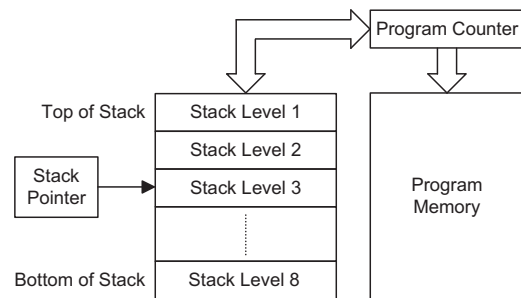 Program Counter
Top of Stack
Stack Level 1
Stack Level 2
Stack
Pointer
Stack Level 3
Program
Memory
Bottom of Stack
Stack Level 8